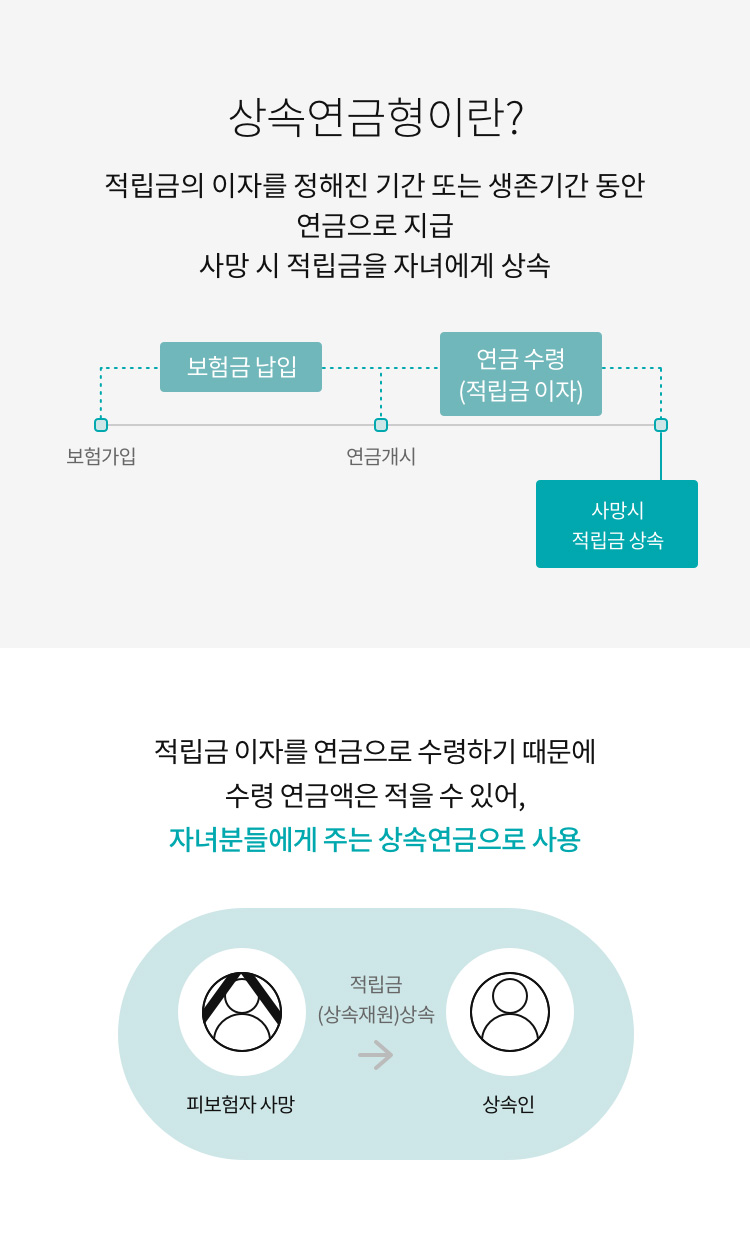 상속연금형이란?
적립금의 이자를 정해진 기간 또는 생존기간 동안
연금으로 지급
사망 시 적립금을 자녀에게 상속
보험금 납입
연금 수령
(적립금 이자)
보험가입
연금개시
사망시
적립금 상속
적립금 이자를 연금으로 수령하기 때문에
수령 연금액은 적을 수 있어,
자녀분들에게 주는 상속연금으로 사용
적립금
(상속재원)상속
피보험자 사망
상속인